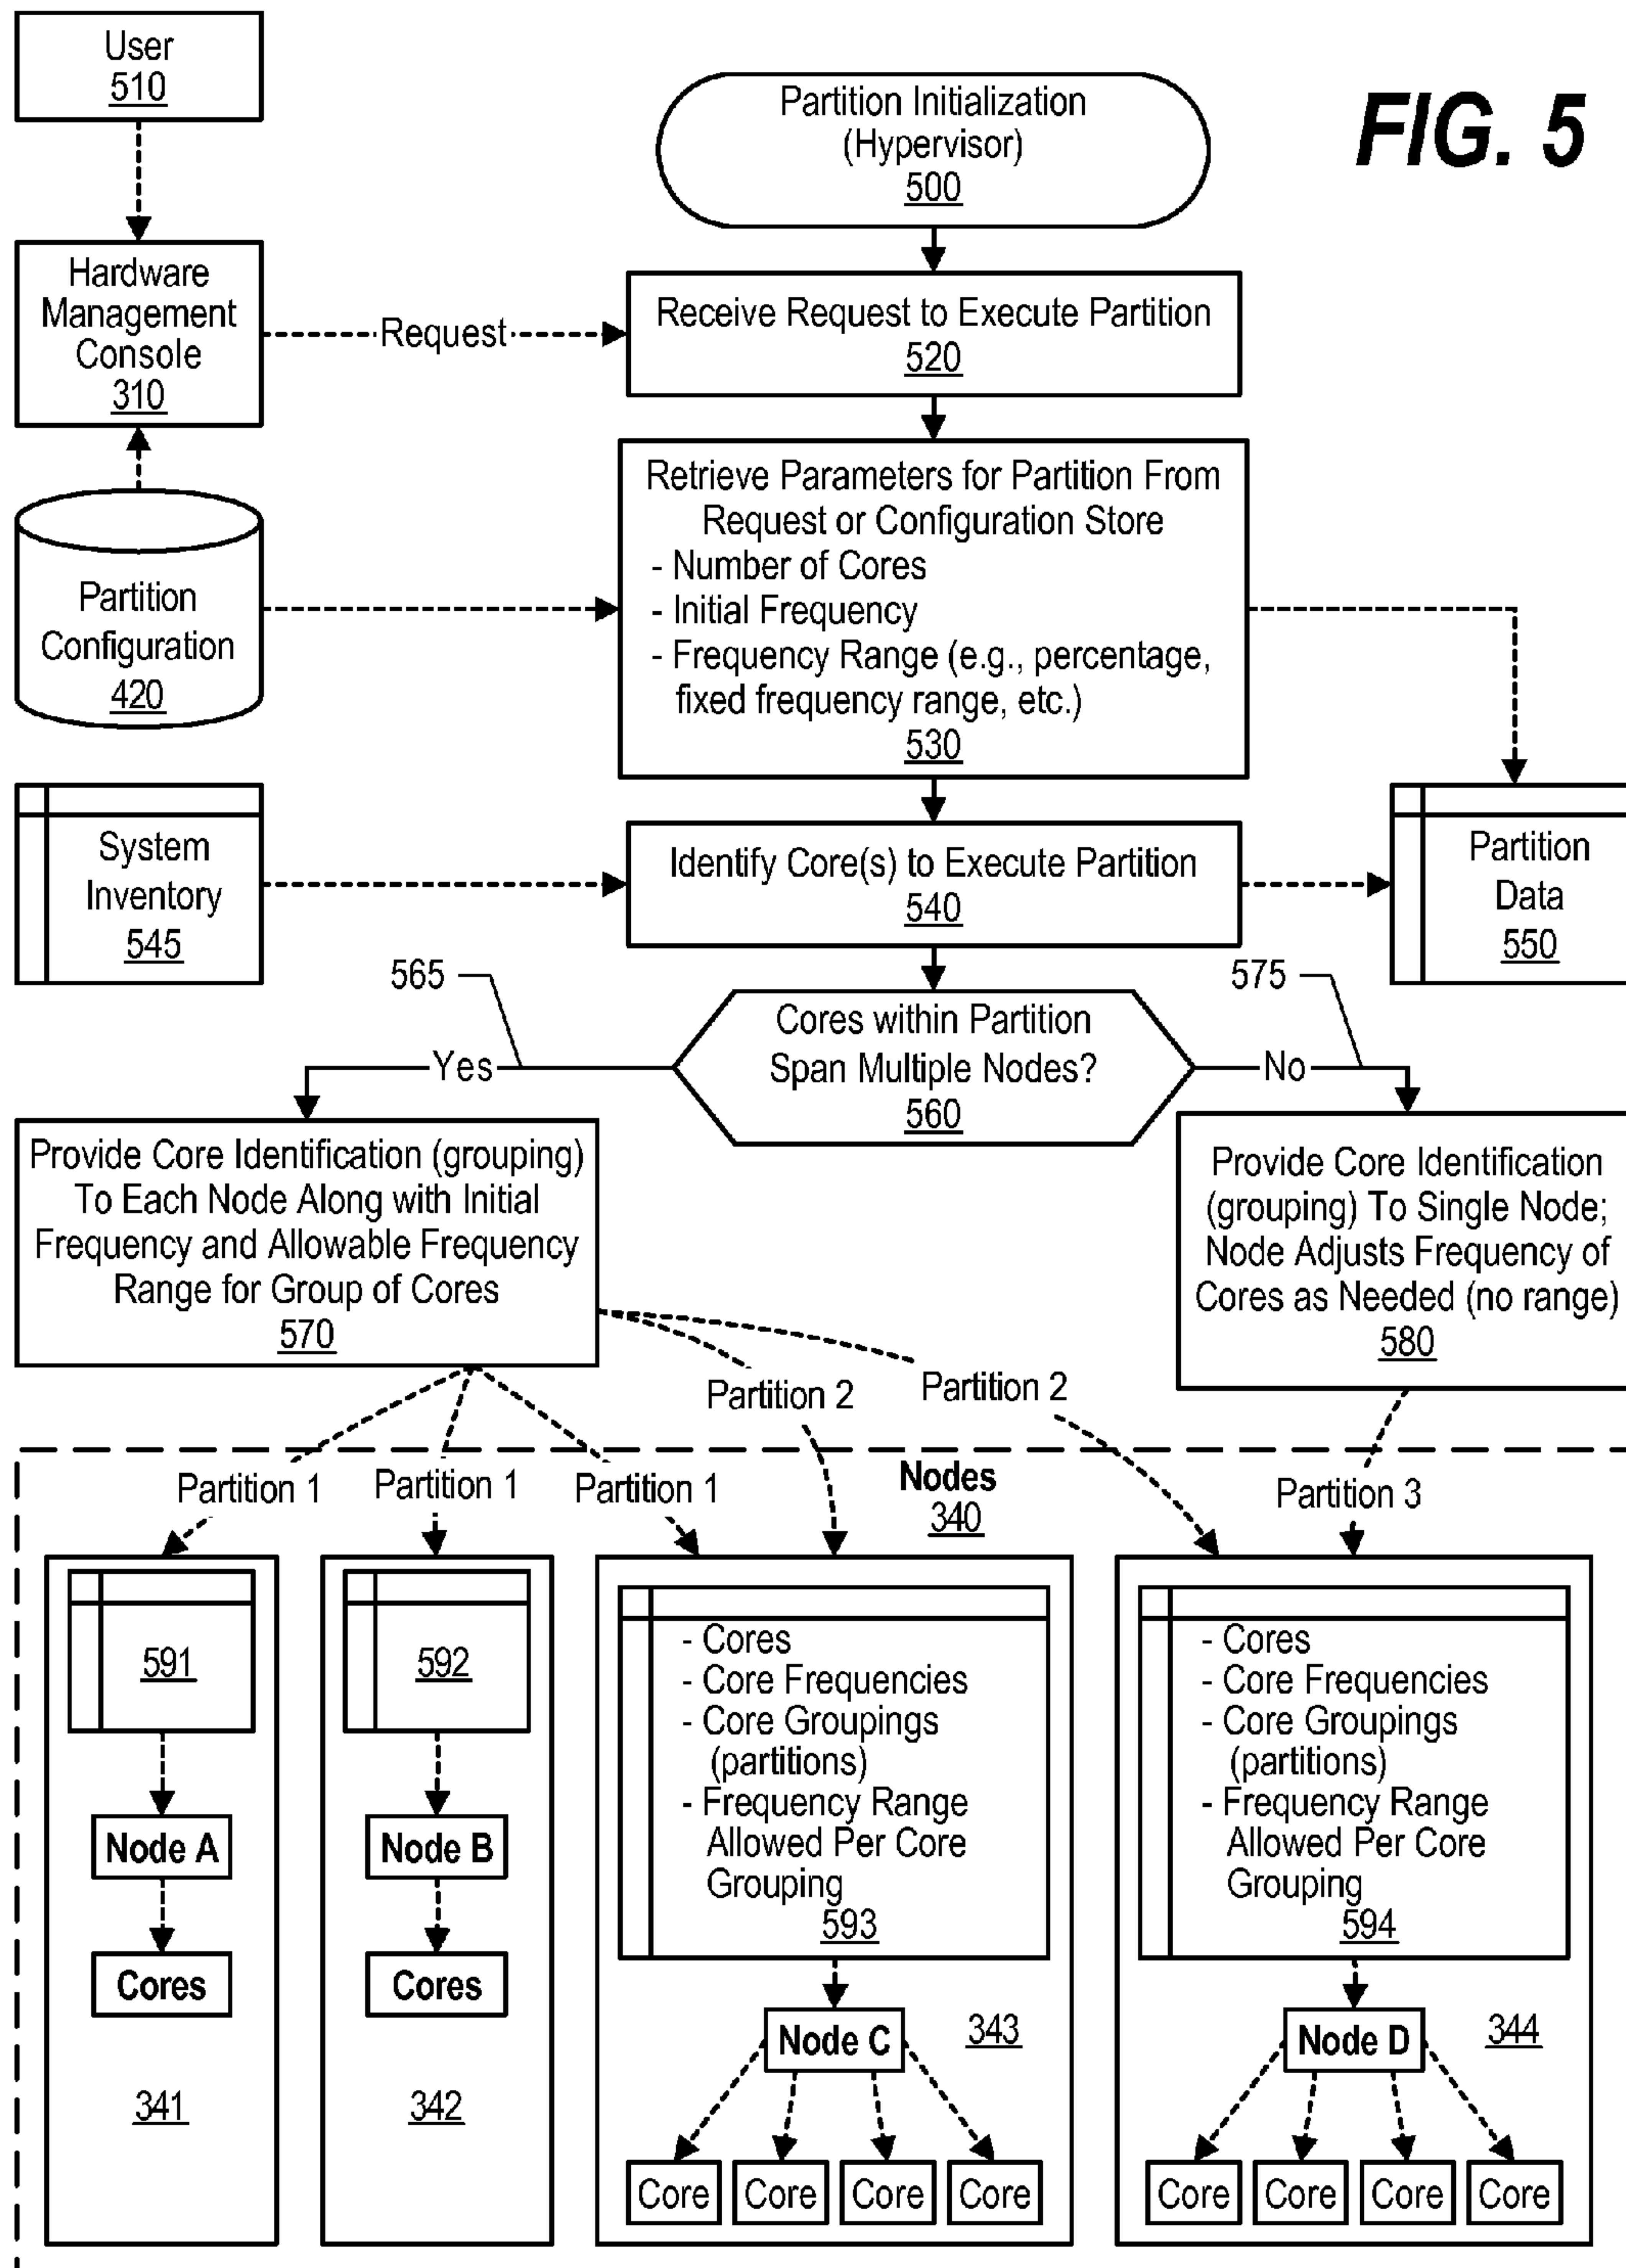 FIG. 5
User
510
Partition Initialization
(Hypervisor)
500
Hardware
Management
Console
310
Request
Receive Request to Execute Partition
520
Partition
Configuration
420
Retrieve Parameters for Partition From
Request or Configuration Store
- Number of Cores
- Initial Frequency
- Frequency Range (e.g., percentage,
fixed frequency range, etc.)
530
System
Inventory
545
Identify Core(s) to Execute Partition
540
Partition
Data
550
565
575
Cores within Partition
Span Multiple Nodes?
560
Yes
No
Provide Core Identification (grouping)
To Each Node Along with Initial
Frequency and Allowable Frequency
Range for Group of Cores
570
Provide Core Identification
(grouping) To Single Node;
Node Adjusts Frequency of
Cores as Needed (no range)
580
Partition 2
Partition 2
Partition 1
Partition 1
Partition 1
Nodes
340
Partition 3
591
Node A
Cores
341
592
Node B
Cores
342
- Cores
- Core Frequencies
- Core Groupings
(partitions)
- Frequency Range
Allowed Per Core
Grouping
593
Node C
343
Core
Core
Core
Core
- Cores
- Core Frequencies
- Core Groupings
(partitions)
- Frequency Range
Allowed Per Core
Grouping
594
Node D
344
Core
Core
Core
Core